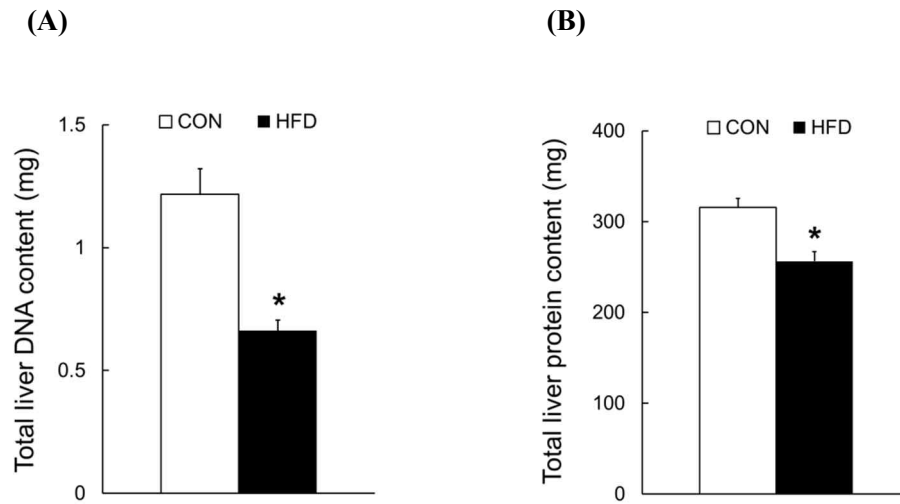 (A)
Total liver DNA content (mg)
CON HFD
1.5
1
0.5
0
*
(B)
Total liver protein content (mg)
CON HFD
400
300
200
100
0
*